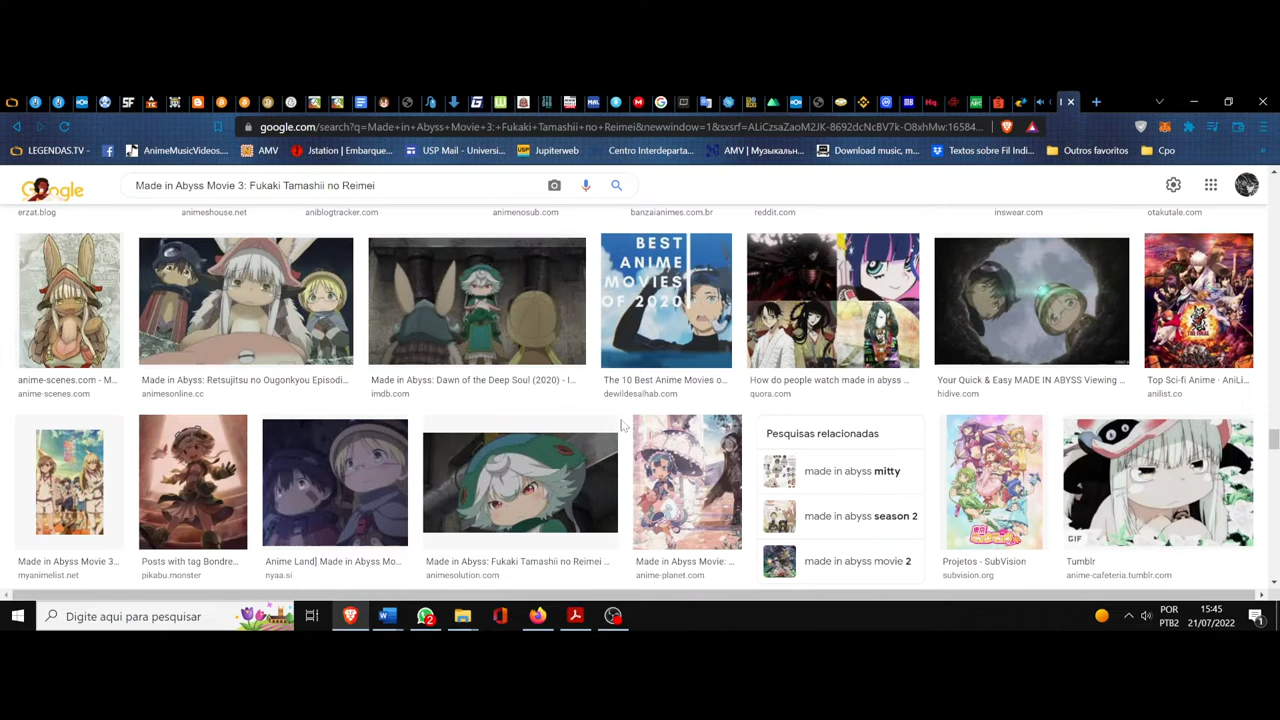 google.com/search?q=Made+in+Abyss+Movie+3:+Fukaki+Tamashii+no+Reimei&newwindow=1&sxsrf=ALiCzsaZaoM2JK-8692dcNcBV7k-O8xhMw:16584...
LEGENDAS.TV - AnimeMusicVideos... AMV Jstation | Embarque... USP Mail - Universi... Jupiterweb Centro Interdeparta... AMV | Музыкальн... Download music, m... Textos sobre Fil Indi... Outros favoritos Cpo
Google Made in Abyss Movie 3: Fukaki Tamashii no Reimei
erzat.blog animeshouse.net aniblogtracker.com animenosub.com banzaianimes.com.br reddit.com inswear.com otakutale.com
BEST
ANIME
MOVIES
OF 2020
THE FINAL
anime-scenes.com - M... Made in Abyss: Retsujitsu no Ougonkyou Episodi... Made in Abyss: Dawn of the Deep Soul (2020) - I... The 10 Best Anime Movies o... How do people watch made in abyss ... Your Quick & Easy MADE IN ABYSS Viewing ... Top Sci-fi Anime · AniLi...
anime-scenes.com animesonline.cc imdb.com dewildesalhab.com quora.com hidive.com anilist.co
Pesquisas relacionadas
made in abyss mitty
made in abyss season 2
made in abyss movie 2
GIF
Made in Abyss Movie 3... Posts with tag Bondre... Anime Land] Made in Abyss Mo... Made in Abyss: Fukaki Tamashii no Reimei ... Made in Abyss Movie: ... Projetos - SubVision Tumblr
myanimelist.net pikabu.monster nyaa.si animesolution.com anime-planet.com subvision.org anime-cafeteria.tumblr.com
Digite aqui para pesquisar
2
POR
PTB2
15:45
21/07/2022
1